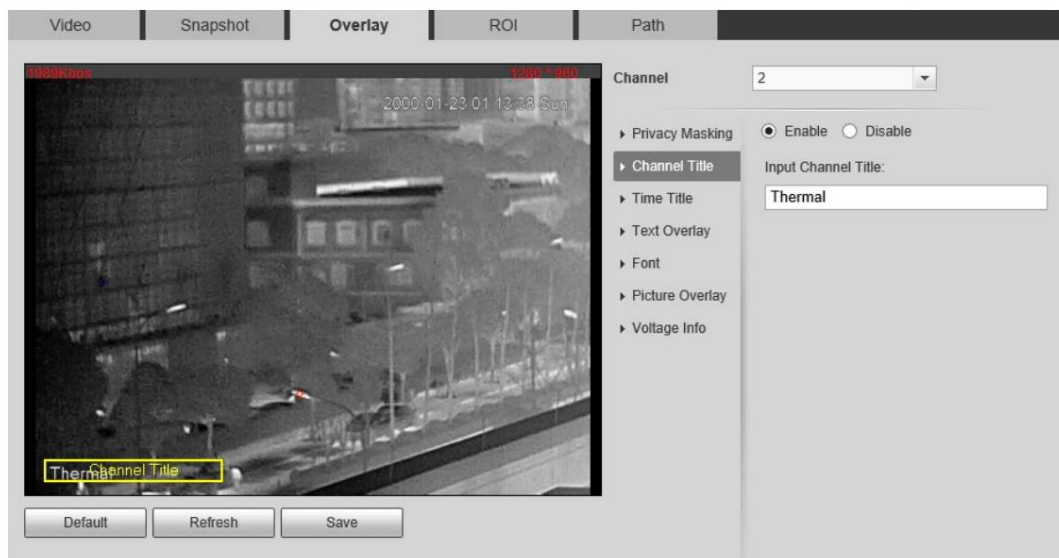 Video Snapshot Overlay ROI Path
1989Kbps 1280 * 960
2000-01-23 01:13:38 Sun
Thermal
Channel Title
Default Refresh Save
Channel 2
Privacy Masking
Channel Title
Time Title
Text Overlay
Font
Picture Overlay
Voltage Info
Enable Disable
Input Channel Title:
Thermal